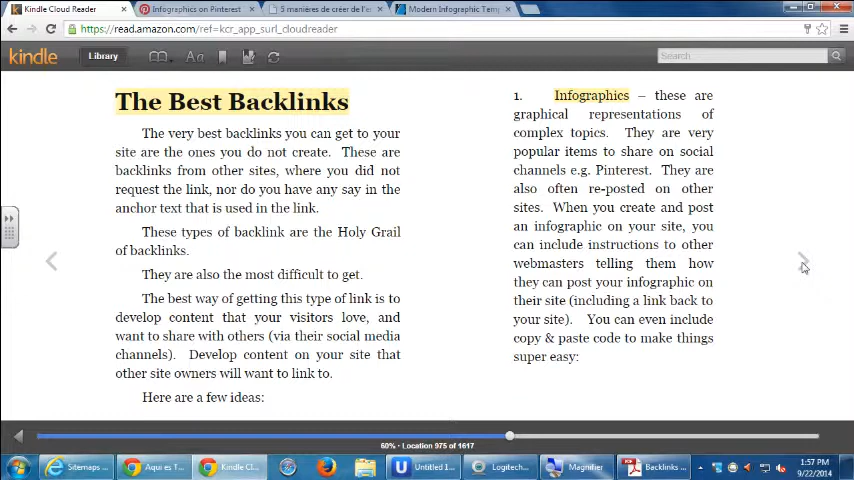 Kindle Cloud Reader
Infographics on Pinterest
5 manières de créer de l'es
Modern Infographic Temp
https://read.amazon.com/ref=kcr_app_surl_cloudreader
kindle
Library
Aa
Search
The Best Backlinks
The very best backlinks you can get to your
site are the ones you do not create. These are
backlinks from other sites, where you did not
request the link, nor do you have any say in the
anchor text that is used in the link.
These types of backlink are the Holy Grail
of backlinks.
They are also the most difficult to get.
The best way of getting this type of link is to
develop content that your visitors love, and
want to share with others (via their social media
channels). Develop content on your site that
other site owners will want to link to.
Here are a few ideas:
1. Infographics – these are
graphical representations of
complex topics. They are very
popular items to share on social
channels e.g. Pinterest. They are
also often re-posted on other
sites. When you create and post
an infographic on your site, you
can include instructions to other
webmasters telling them how
they can post your infographic on
their site (including a link back to
your site). You can even include
copy & paste code to make things
super easy:
60% • Location 975 of 1617
Sitemaps ...
Aqui es T...
Kindle Cl...
Untitled 1...
Logitech...
Magnifier
Backlinks ...
1:57 PM
9/22/2014